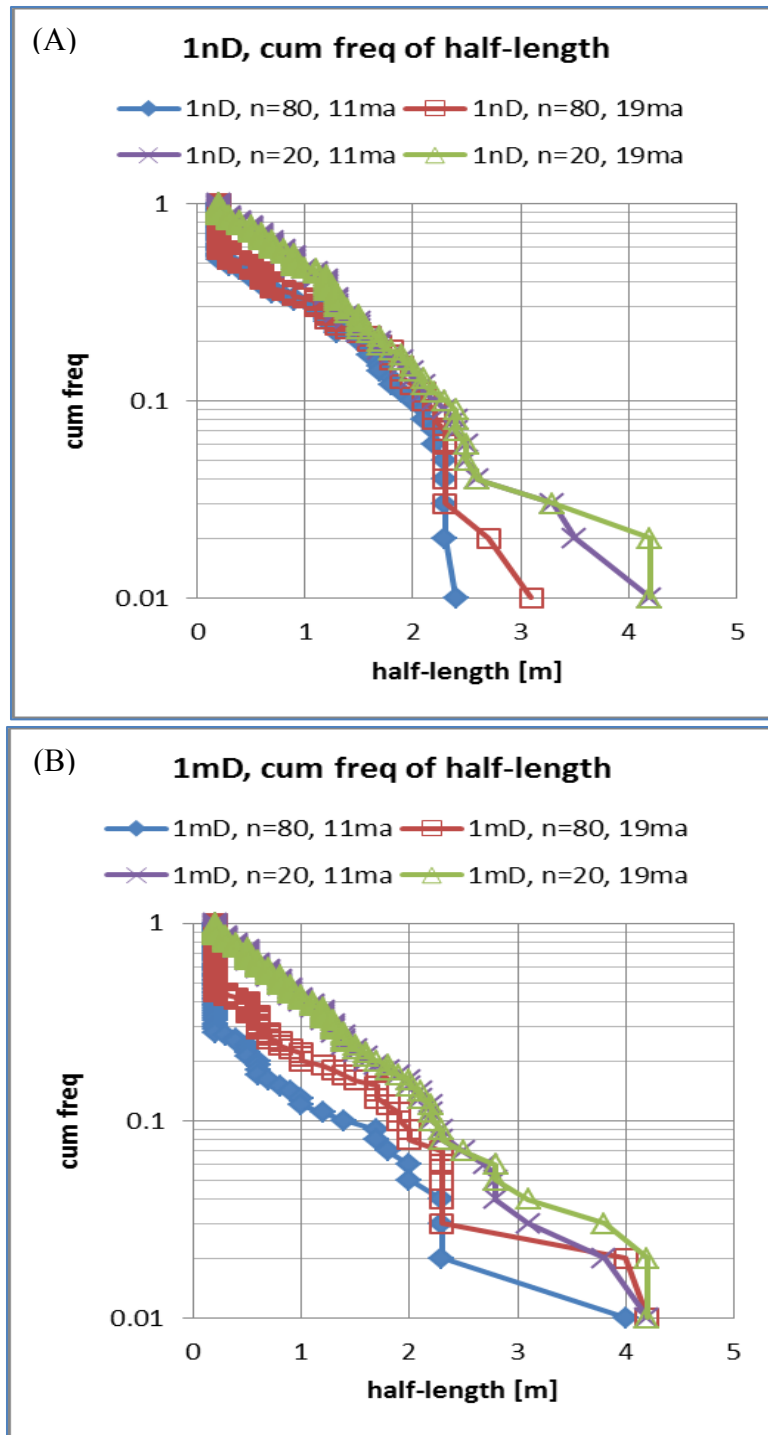 (A)
1nD, cum freq of half-length
1nD, n=80, 11ma 1nD, n=80, 19ma
1nD, n=20, 11ma 1nD, n=20, 19ma
1
0.1
0.01
cum freq
0 1 2 3 4 5
half-length [m]
(B)
1mD, cum freq of half-length
1mD, n=80, 11ma 1mD, n=80, 19ma
1mD, n=20, 11ma 1mD, n=20, 19ma
1
0.1
0.01
cum freq
0 1 2 3 4 5
half-length [m]